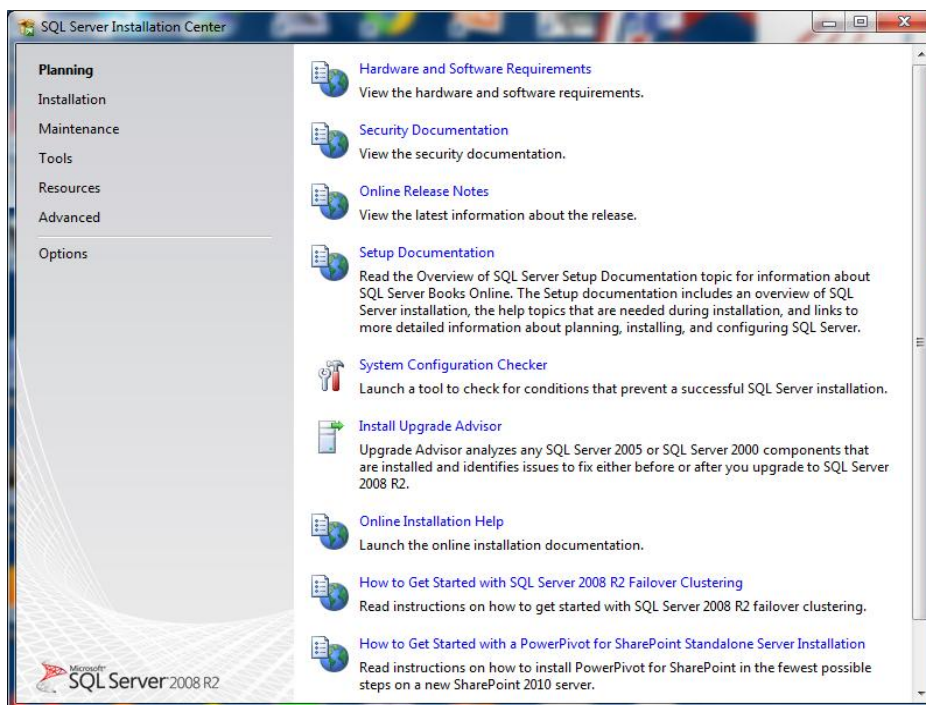 SQL Server Installation Center
Planning
Installation
Maintenance
Tools
Resources
Advanced
Options
Microsoft
SQL Server 2008 R2
Hardware and Software Requirements
View the hardware and software requirements.
Security Documentation
View the security documentation.
Online Release Notes
View the latest information about the release.
Setup Documentation
Read the Overview of SQL Server Setup Documentation topic for information about
SQL Server Books Online. The Setup documentation includes an overview of SQL
Server installation, the help topics that are needed during installation, and links to
more detailed information about planning, installing, and configuring SQL Server.
System Configuration Checker
Launch a tool to check for conditions that prevent a successful SQL Server installation.
Install Upgrade Advisor
Upgrade Advisor analyzes any SQL Server 2005 or SQL Server 2000 components that
are installed and identifies issues to fix either before or after you upgrade to SQL Server
2008 R2.
Online Installation Help
Launch the online installation documentation.
How to Get Started with SQL Server 2008 R2 Failover Clustering
Read instructions on how to get started with SQL Server 2008 R2 failover clustering.
How to Get Started with a PowerPivot for SharePoint Standalone Server Installation
Read instructions on how to install PowerPivot for SharePoint in the fewest possible
steps on a new SharePoint 2010 server.